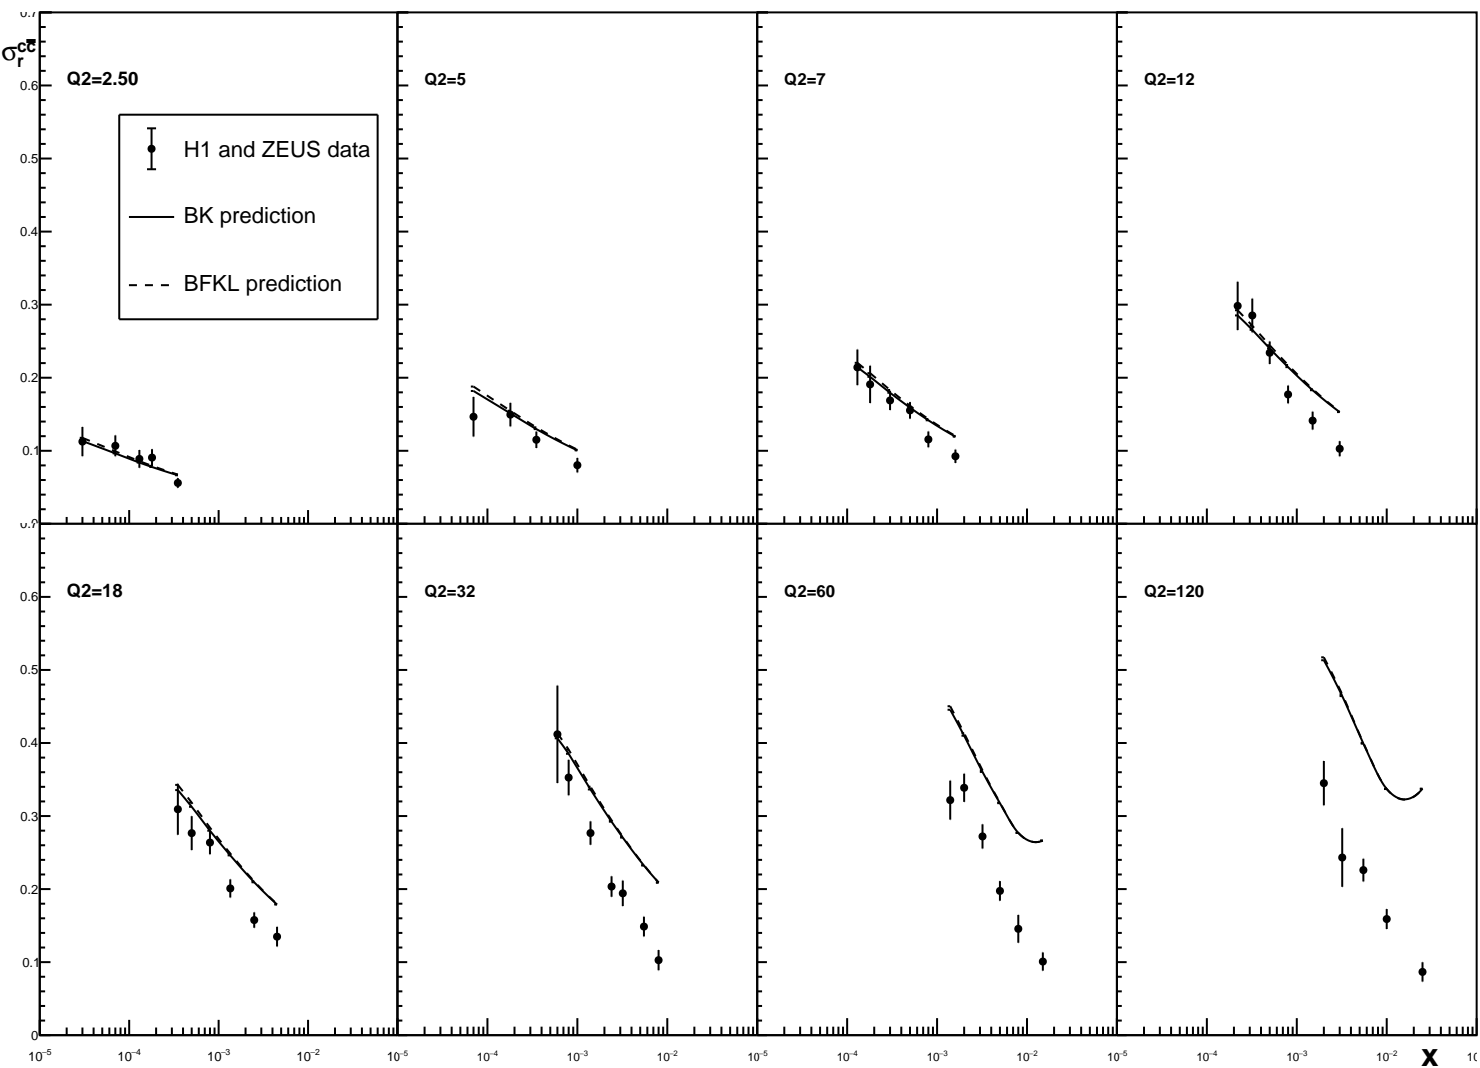 0.7
σ_r^{cc̄}
Q2=2.50 Q2=5 Q2=7 Q2=12
0.6
H1 and ZEUS data
0.5
BK prediction
0.4
BFKL prediction
0.3
0.2
0.1
Q2=18 Q2=32 Q2=60 Q2=120
0.6
0.5
0.4
0.3
0.2
0.1
0
10⁻⁵ 10⁻⁴ 10⁻³ 10⁻² 10⁻⁵ 10⁻⁴ 10⁻³ 10⁻² 10⁻⁵ 10⁻⁴ 10⁻³ 10⁻² 10⁻⁵ 10⁻⁴ 10⁻³ 10⁻² x